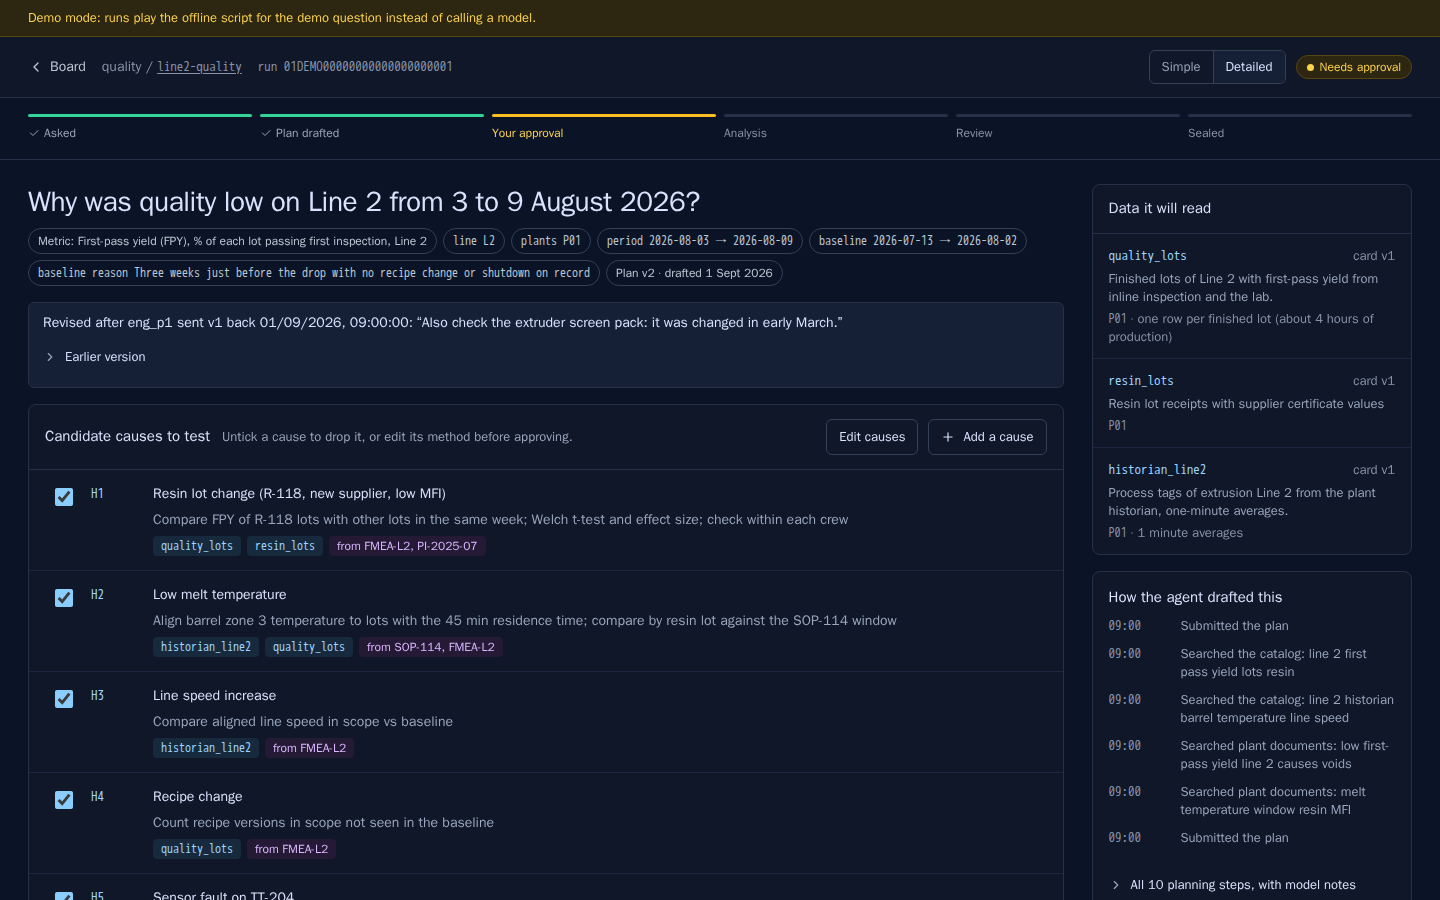 Demo mode: runs play the offline script for the demo question instead of calling a model.
Board quality / line2-quality run 01DEMO00000000000000000001
Simple Detailed Needs approval
Asked
Plan drafted
Your approval
Analysis
Review
Sealed
Why was quality low on Line 2 from 3 to 9 August 2026?
Metric: First-pass yield (FPY), % of each lot passing first inspection, Line 2
line L2
plants P01
period 2026-08-03 → 2026-08-09
baseline 2026-07-13 → 2026-08-02
baseline reason Three weeks just before the drop with no recipe change or shutdown on record
Plan v2 · drafted 1 Sept 2026
Revised after eng_p1 sent v1 back 01/09/2026, 09:00:00: “Also check the extruder screen pack: it was changed in early March.”
Earlier version
Candidate causes to test Untick a cause to drop it, or edit its method before approving.
Edit causes
Add a cause
H1 Resin lot change (R-118, new supplier, low MFI)
Compare FPY of R-118 lots with other lots in the same week; Welch t-test and effect size; check within each crew
quality_lots resin_lots from FMEA-L2, PI-2025-07
H2 Low melt temperature
Align barrel zone 3 temperature to lots with the 45 min residence time; compare by resin lot against the SOP-114 window
historian_line2 quality_lots from SOP-114, FMEA-L2
H3 Line speed increase
Compare aligned line speed in scope vs baseline
historian_line2 from FMEA-L2
H4 Recipe change
Count recipe versions in scope not seen in the baseline
quality_lots from FMEA-L2
H5 Sensor fault on TT-204
Data it will read
quality_lots card v1
Finished lots of Line 2 with first-pass yield from
inline inspection and the lab.
P01 · one row per finished lot (about 4 hours of
production)
resin_lots card v1
Resin lot receipts with supplier certificate values
P01
historian_line2 card v1
Process tags of extrusion Line 2 from the plant
historian, one-minute averages.
P01 · 1 minute averages
How the agent drafted this
09:00 Submitted the plan
09:00 Searched the catalog: line 2 first
pass yield lots resin
09:00 Searched the catalog: line 2 historian
barrel temperature line speed
09:00 Searched plant documents: low first-
pass yield line 2 causes voids
09:00 Searched plant documents: melt
temperature window resin MFI
09:00 Submitted the plan
All 10 planning steps, with model notes